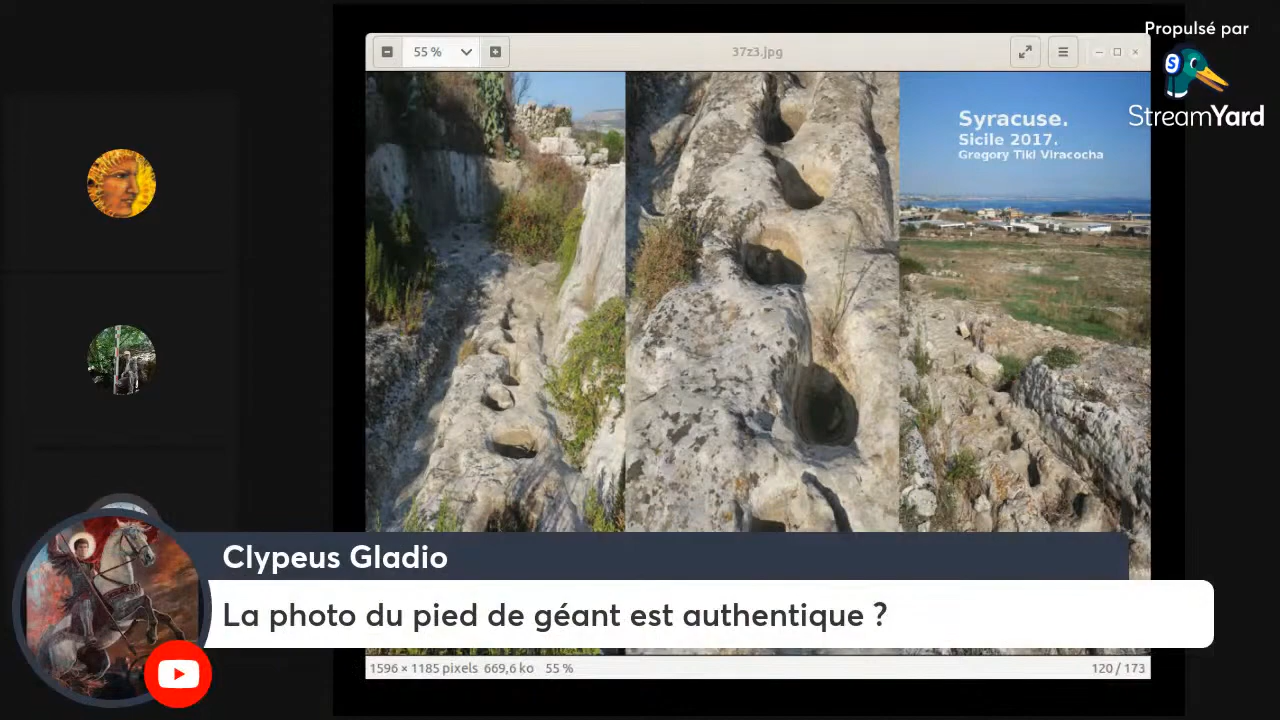 Propulsé par
StreamYard
55 %
37z3.jpg
Syracuse.
Sicile 2017.
Gregory Tiki Viracocha
Clypeus Gladio
La photo du pied de géant est authentique ?
1596 × 1185 pixels 669,6 ko 55 %
120 / 173